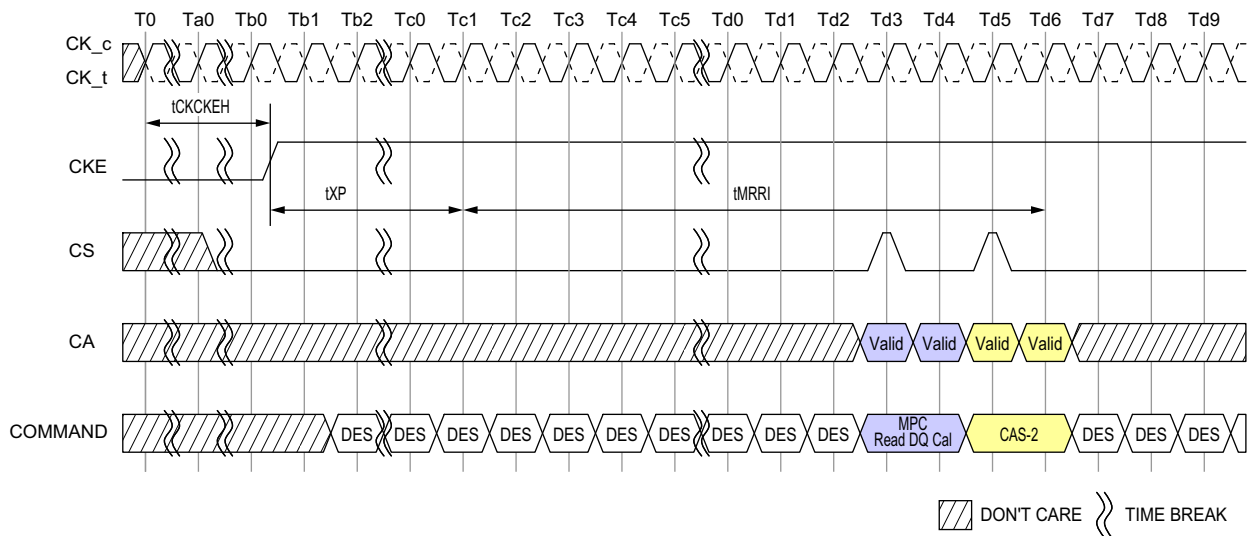 T0 Ta0 Tb0 Tb1 Tb2 Tc0 Tc1 Tc2 Tc3 Tc4 Tc5 Td0 Td1 Td2 Td3 Td4 Td5 Td6 Td7 Td8 Td9
CK_c
CK_t
tCKCKEH
CKE
tXP tMRRI
CS
CA Valid Valid Valid Valid
COMMAND DES DES DES DES DES DES DES DES DES DES MPC
Read DQ Cal CAS-2 DES DES DES
DON'T CARE TIME BREAK